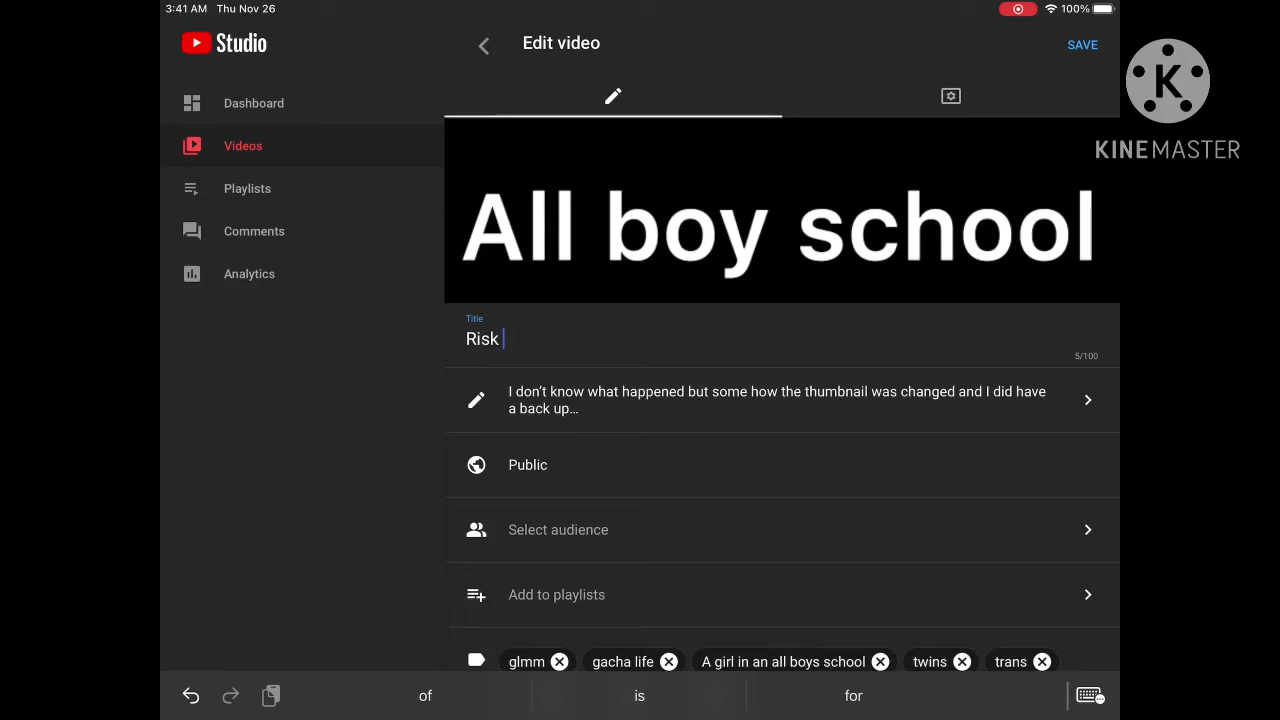 3:41 AM Thu Nov 26
100%
Studio
Edit video
SAVE
K
KINEMASTER
Dashboard
Videos
Playlists
Comments
Analytics
All boy school
Title
Risk
5/100
I don’t know what happened but some how the thumbnail was changed and I did have
a back up...
Public
Select audience
Add to playlists
glmm gacha life A girl in an all boys school twins trans
of is for